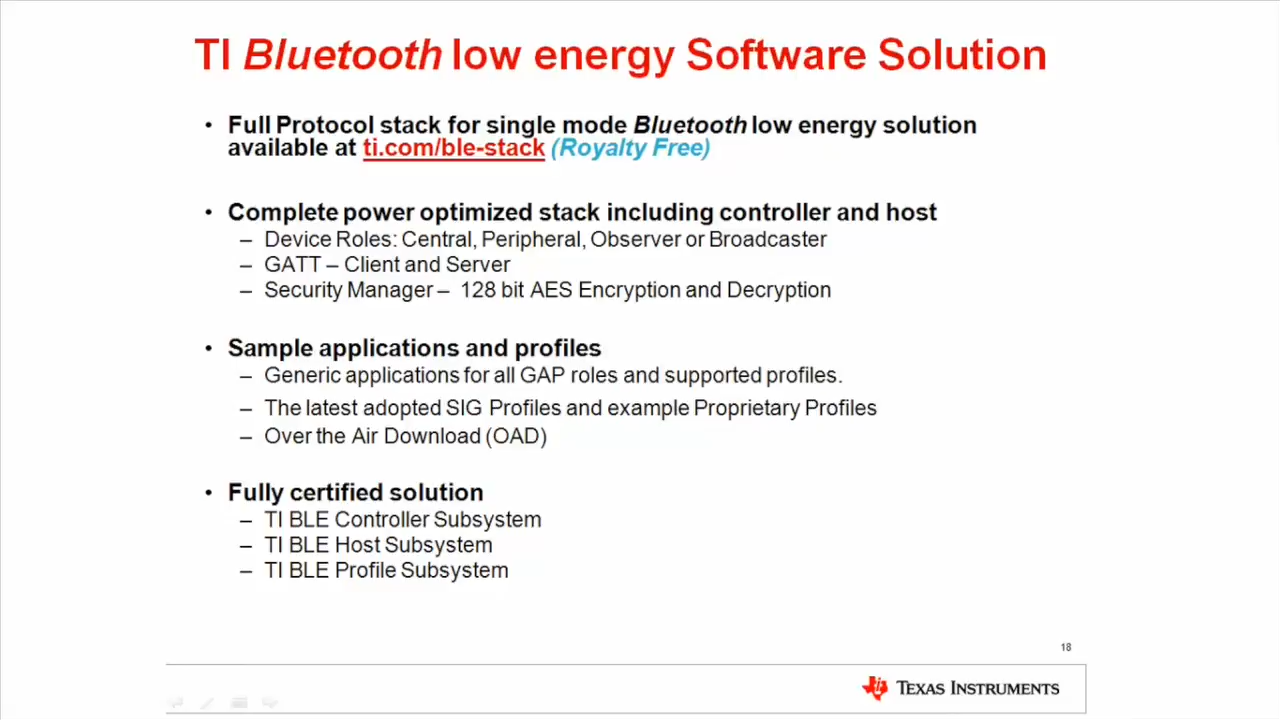 TI Bluetooth low energy Software Solution
• Full Protocol stack for single mode Bluetooth low energy solution
available at ti.com/ble-stack (Royalty Free)
• Complete power optimized stack including controller and host
– Device Roles: Central, Peripheral, Observer or Broadcaster
– GATT – Client and Server
– Security Manager – 128 bit AES Encryption and Decryption
• Sample applications and profiles
– Generic applications for all GAP roles and supported profiles.
– The latest adopted SIG Profiles and example Proprietary Profiles
– Over the Air Download (OAD)
• Fully certified solution
– TI BLE Controller Subsystem
– TI BLE Host Subsystem
– TI BLE Profile Subsystem
18
TEXAS INSTRUMENTS